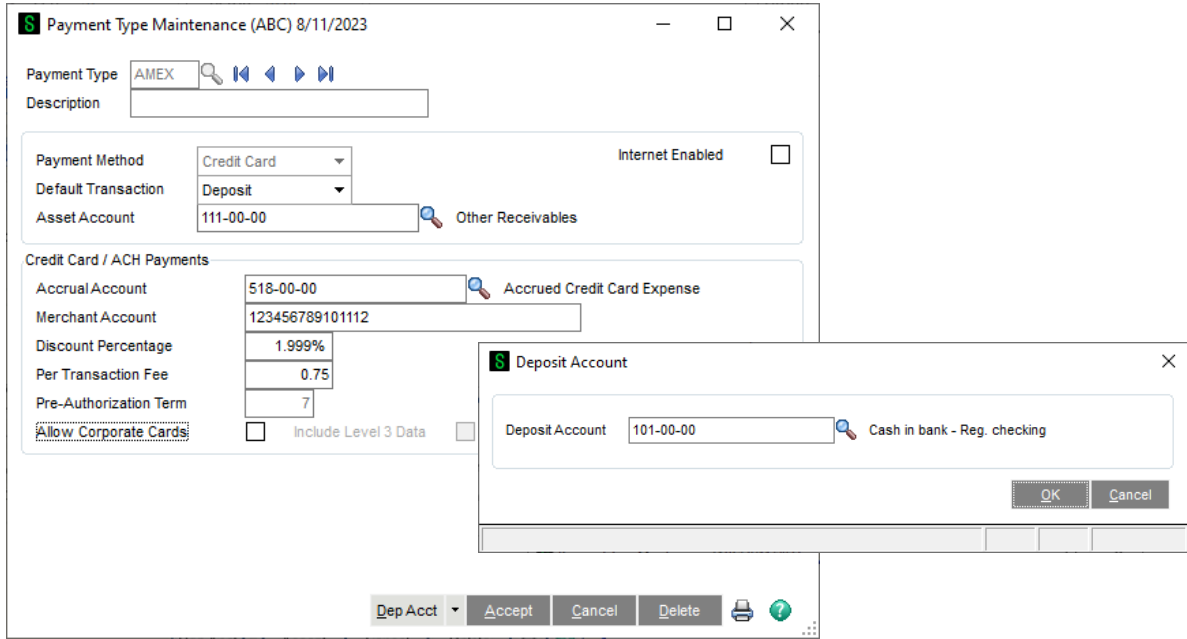 S Payment Type Maintenance (ABC) 8/11/2023
Payment Type AMEX
Description
Payment Method Credit Card Internet Enabled
Default Transaction Deposit
Asset Account 111-00-00 Other Receivables
Credit Card / ACH Payments
Accrual Account 518-00-00 Accrued Credit Card Expense
Merchant Account 123456789101112
Discount Percentage 1.999%
Per Transaction Fee 0.75
Pre-Authorization Term 7
Allow Corporate Cards Include Level 3 Data
S Deposit Account
Deposit Account 101-00-00 Cash in bank - Reg. checking
OK Cancel
Dep Acct Accept Cancel Delete ?